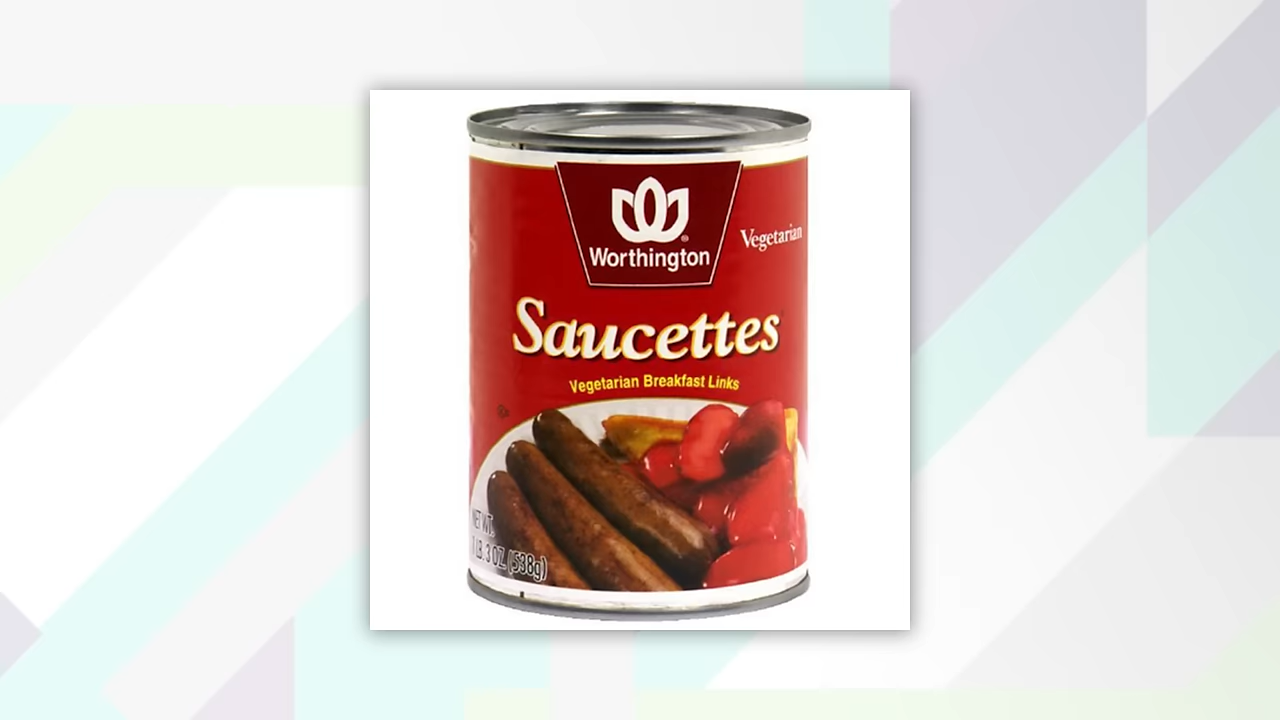 Worthington
®
Vegetarian
Saucettes
Vegetarian Breakfast Links
NET WT.
1 LB. 3 OZ. (538g)